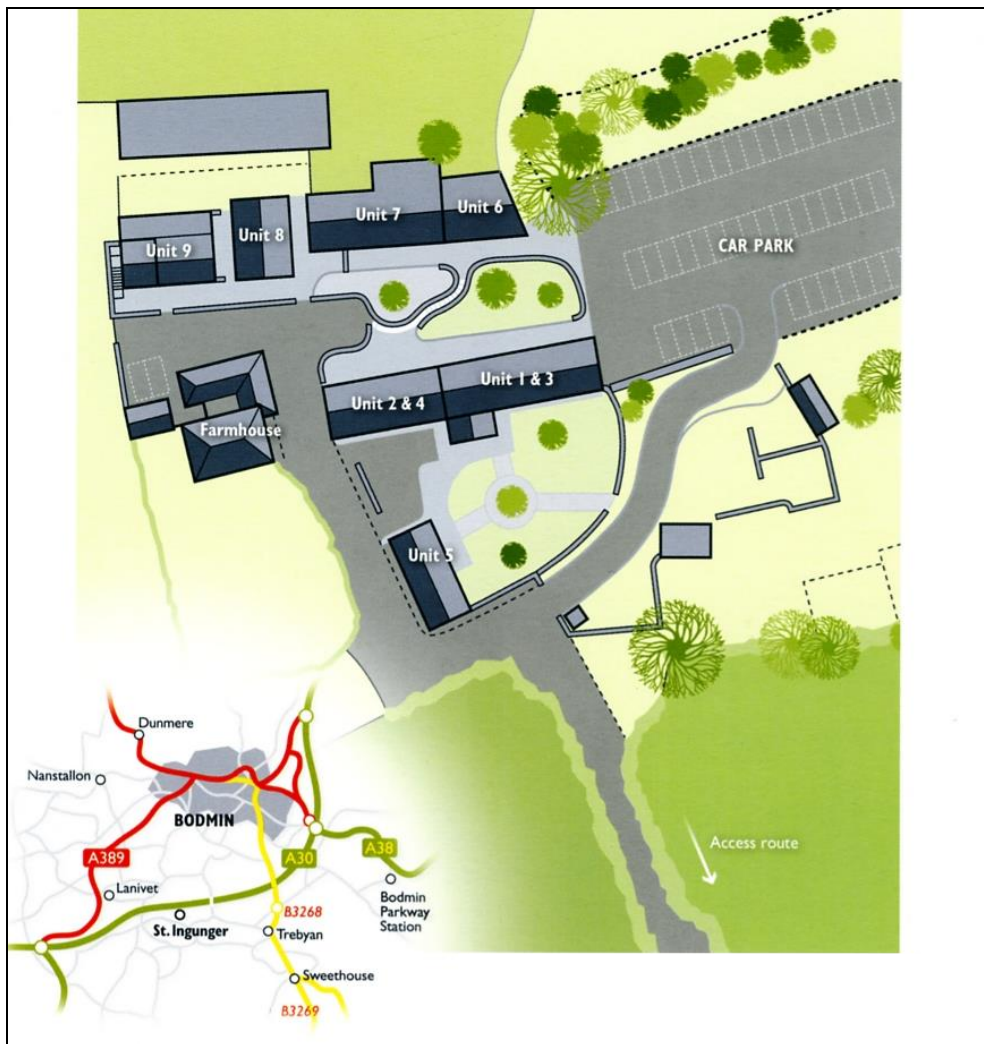 Unit 7
Unit 6
Unit 9
Unit 8
CAR PARK
Unit 1 & 3
Unit 2 & 4
Farmhouse
Unit 5
Dunmere
Nanstallon
BODMIN
A389
A30
A38
Lanivet
Bodmin
Parkway
Station
St. Ingunger
B3268
Trebyan
Sweethouse
B3269
Access route